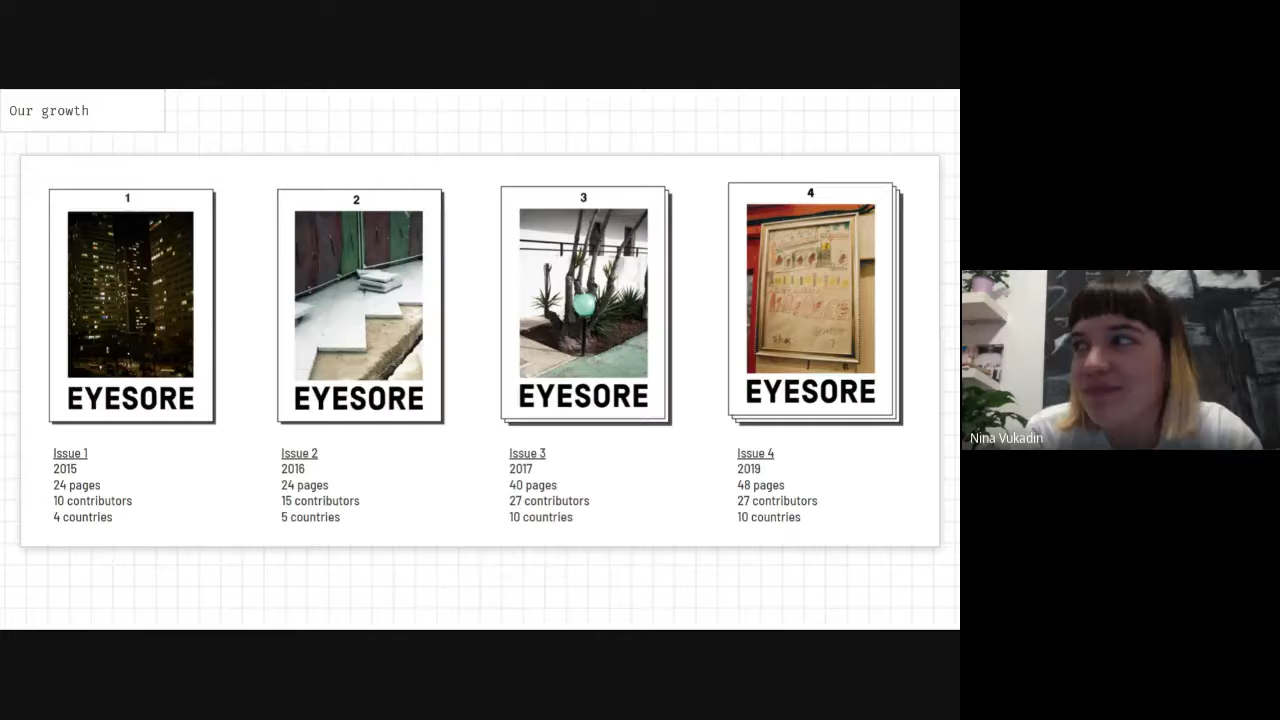 Our growth
1
EYESORE
Issue 1
2015
24 pages
10 contributors
4 countries
2
EYESORE
Issue 2
2016
24 pages
15 contributors
5 countries
3
EYESORE
Issue 3
2017
40 pages
27 contributors
10 countries
4
EYESORE
Issue 4
2019
48 pages
27 contributors
10 countries
Nina Vukadin